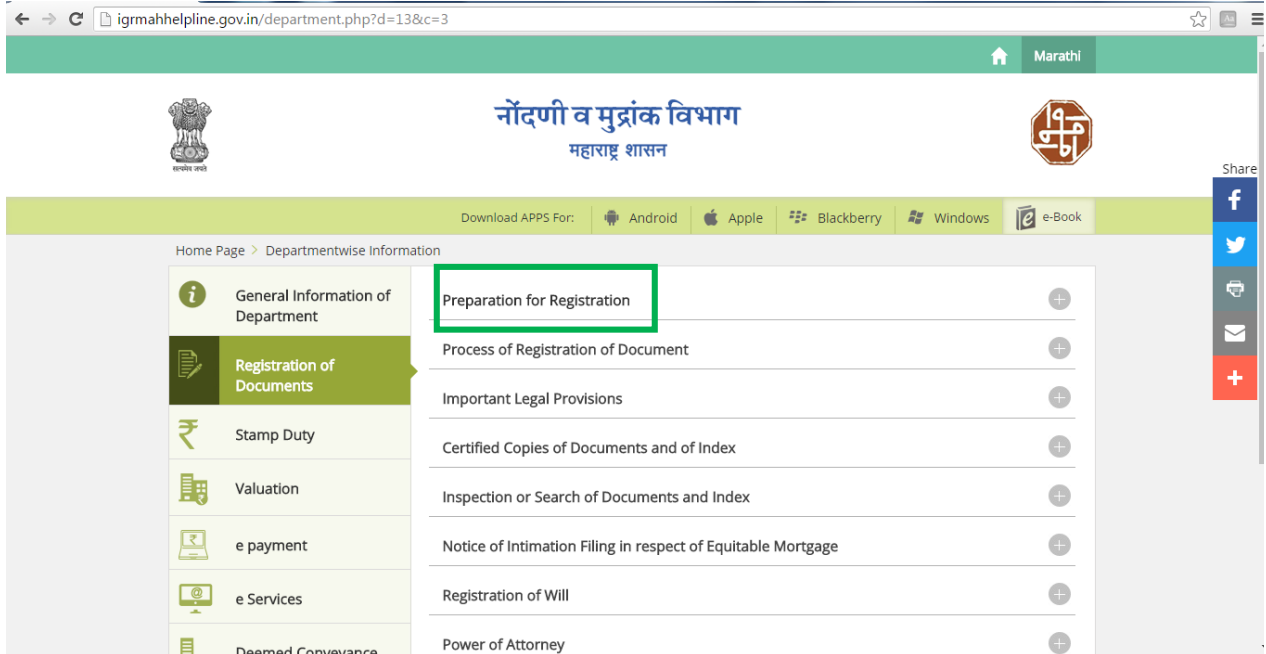 igrmahhelpline.gov.in/department.php?d=13&c=3
Marathi
सत्यमेव जयते
नोंदणी व मुद्रांक विभाग
महाराष्ट्र शासन
Share
Download APPS For:
Android
Apple
Blackberry
Windows
e-Book
Home Page > Departmentwise Information
General Information of
Department
Registration of
Documents
Stamp Duty
Valuation
e payment
e Services
Deemed Conveyance
Preparation for Registration
Process of Registration of Document
Important Legal Provisions
Certified Copies of Documents and of Index
Inspection or Search of Documents and Index
Notice of Intimation Filing in respect of Equitable Mortgage
Registration of Will
Power of Attorney